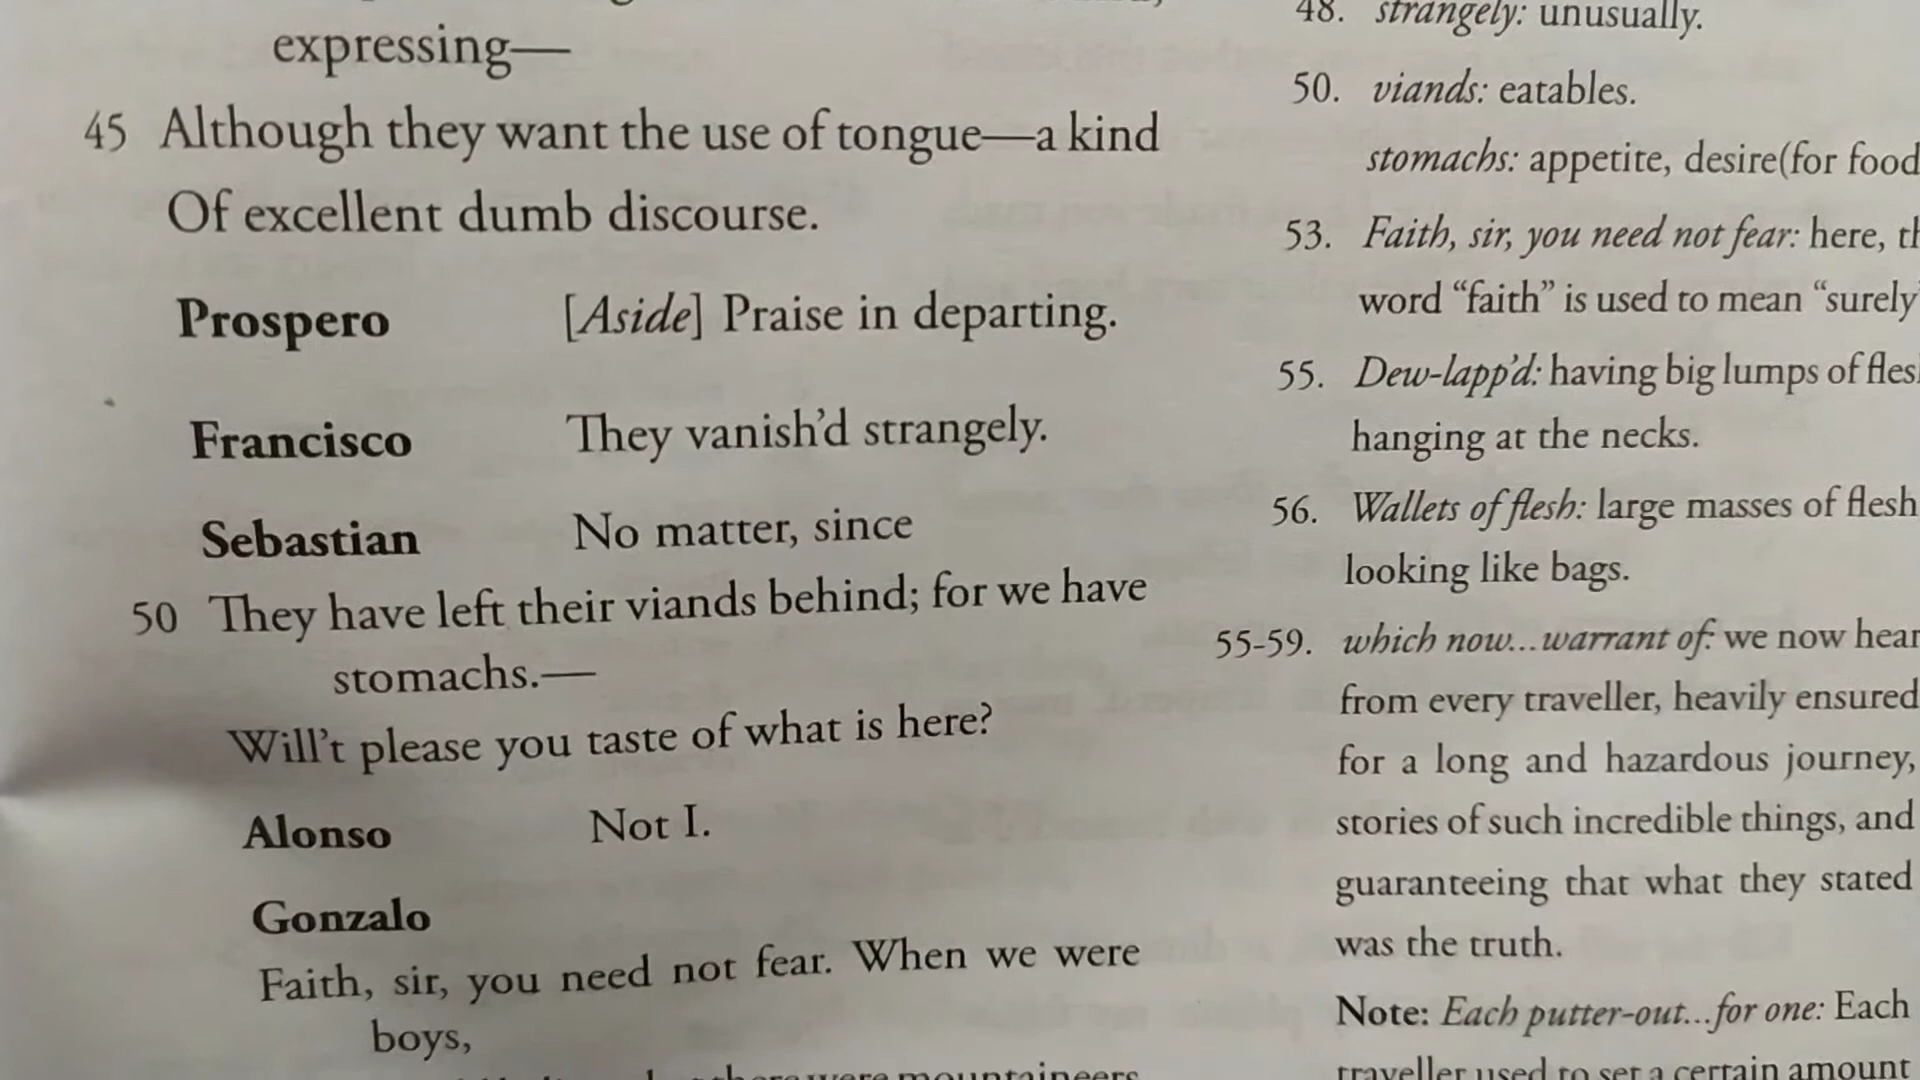 expressing—
45 Although they want the use of tongue—a kind
Of excellent dumb discourse.
Prospero [Aside] Praise in departing.
Francisco They vanish’d strangely.
Sebastian No matter, since
50 They have left their viands behind; for we have
stomachs.—
Will’t please you taste of what is here?
Alonso Not I.
Gonzalo
Faith, sir, you need not fear. When we were
boys,
there were mountaineers
48. strangely: unusually.
50. viands: eatables.
stomachs: appetite, desire(for food
53. Faith, sir, you need not fear: here,
word “faith” is used to mean “surely”
55. Dew-lapp’d: having big lumps of
hanging at the necks.
56. Wallets of flesh: large masses of flesh
looking like bags.
55-59. which now...warrant of: we now hear
from every traveller, heavily ensured
for a long and hazardous journey,
stories of such incredible things, and
guaranteeing that what they stated
was the truth.
Note: Each putter-out...for one: Each
traveller used to set a certain amount